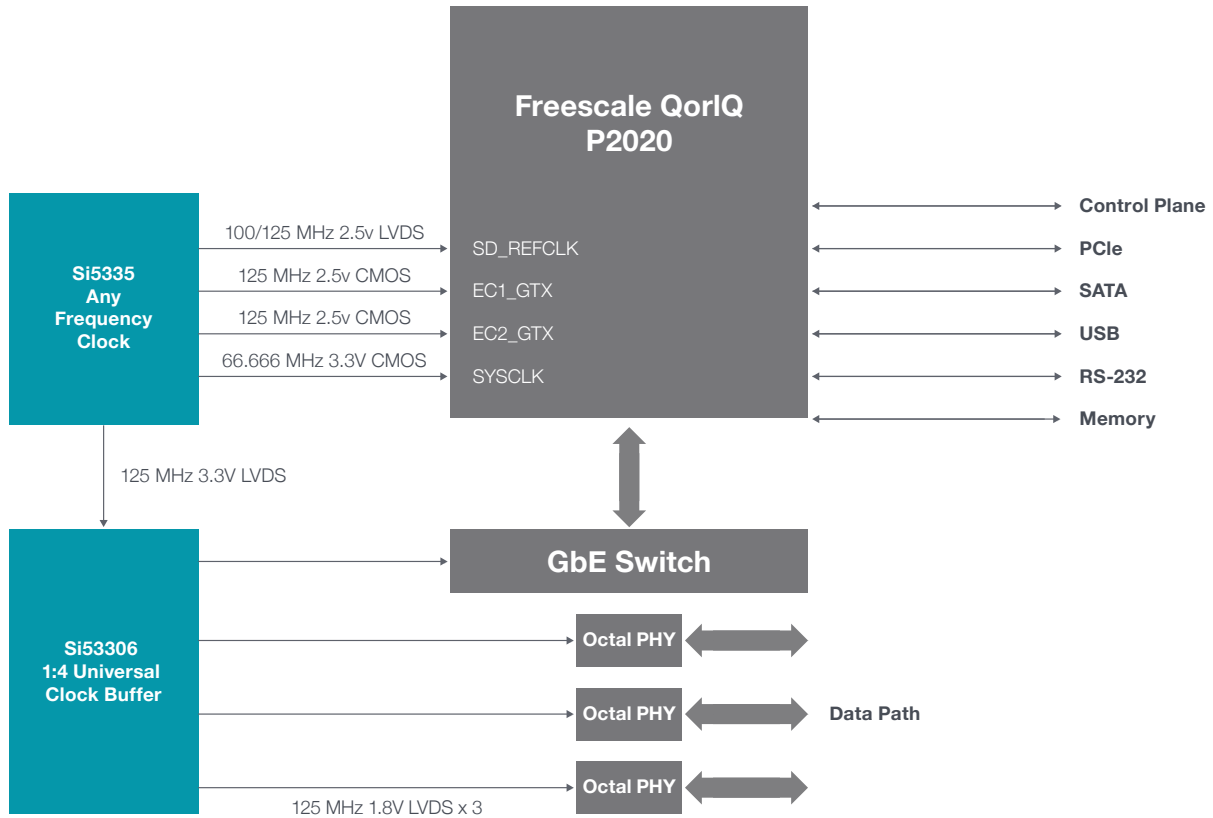 Freescale QorIQ
P2020
Control Plane
100/125 MHz 2.5v LVDS
SD_REFCLK
PCIe
Si5335
Any
Frequency
Clock
125 MHz 2.5v CMOS
EC1_GTX
SATA
125 MHz 2.5v CMOS
EC2_GTX
USB
66.666 MHz 3.3V CMOS
SYSCLK
RS-232
Memory
125 MHz 3.3V LVDS
GbE Switch
Si53306
1:4 Universal
Clock Buffer
Octal PHY
Octal PHY
Data Path
Octal PHY
125 MHz 1.8V LVDS x 3